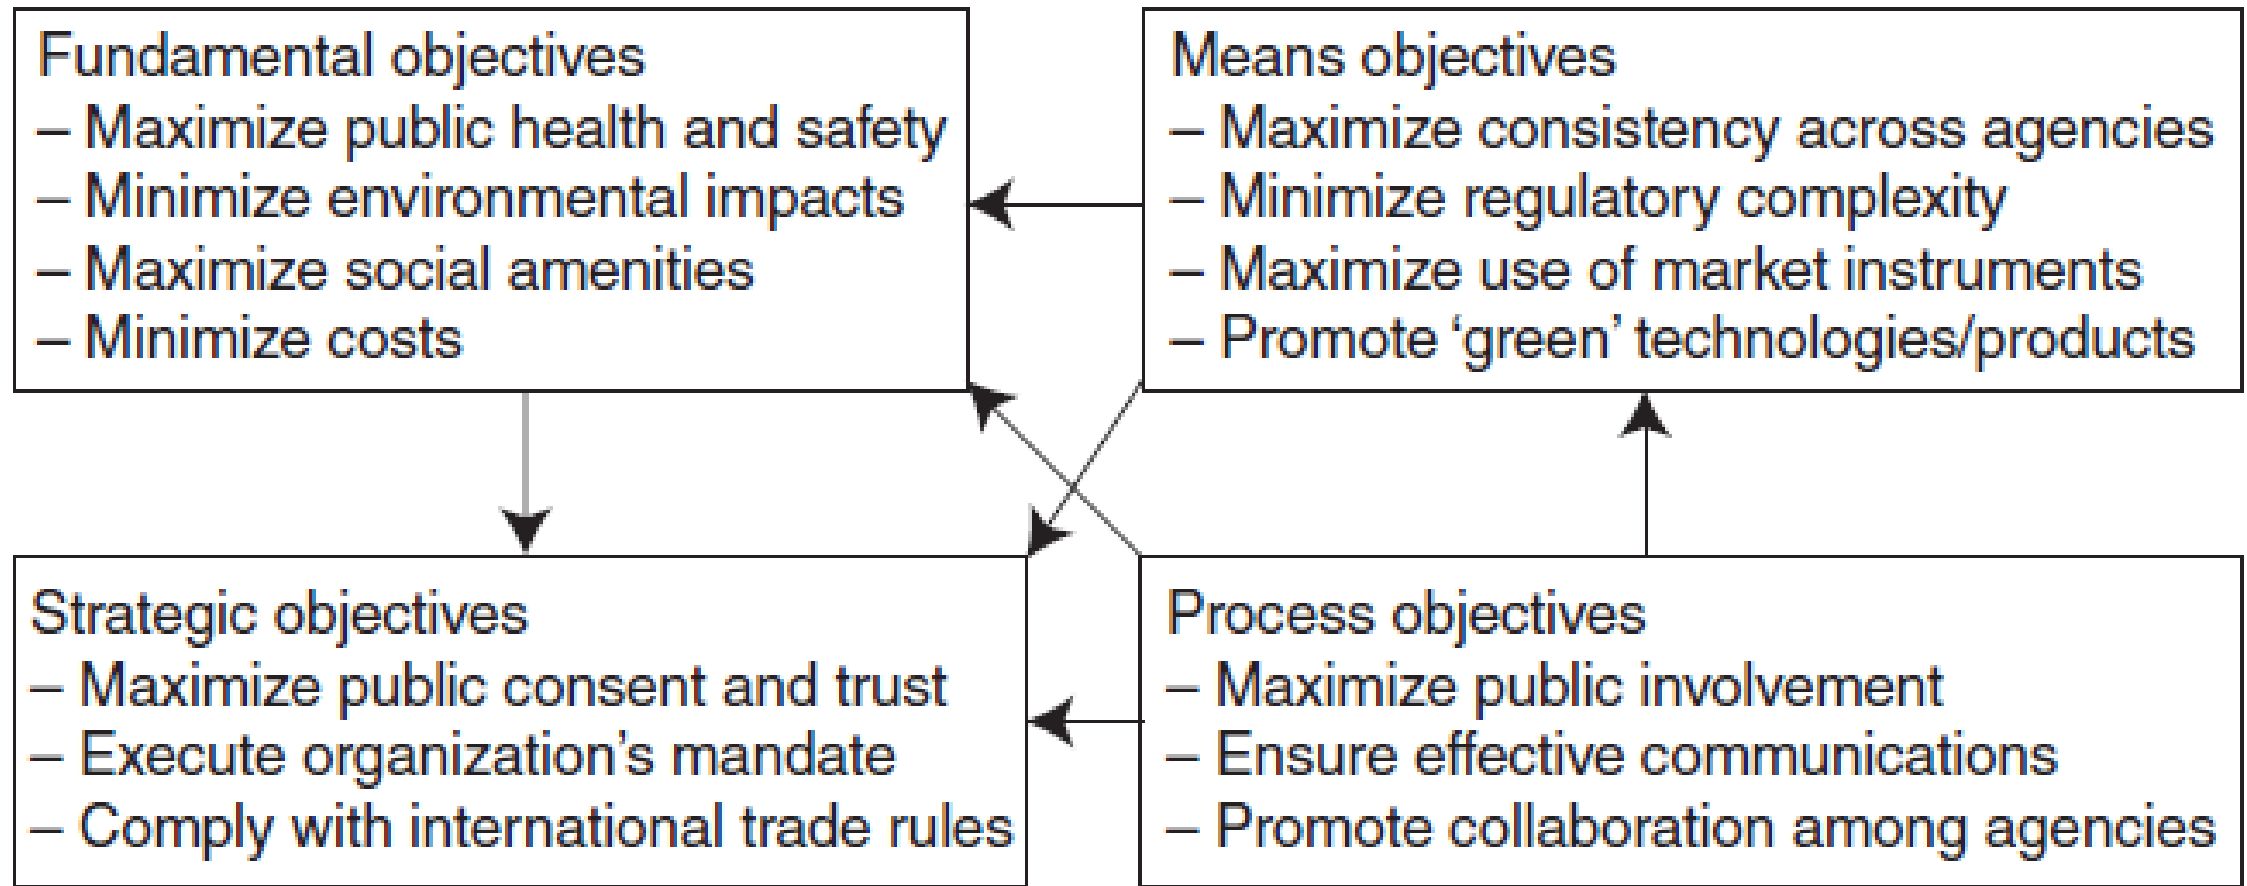 Fundamental objectives
– Maximize public health and safety
– Minimize environmental impacts
– Maximize social amenities
– Minimize costs
Means objectives
– Maximize consistency across agencies
– Minimize regulatory complexity
– Maximize use of market instruments
– Promote ‘green’ technologies/products
Strategic objectives
– Maximize public consent and trust
– Execute organization’s mandate
– Comply with international trade rules
Process objectives
– Maximize public involvement
– Ensure effective communications
– Promote collaboration among agencies